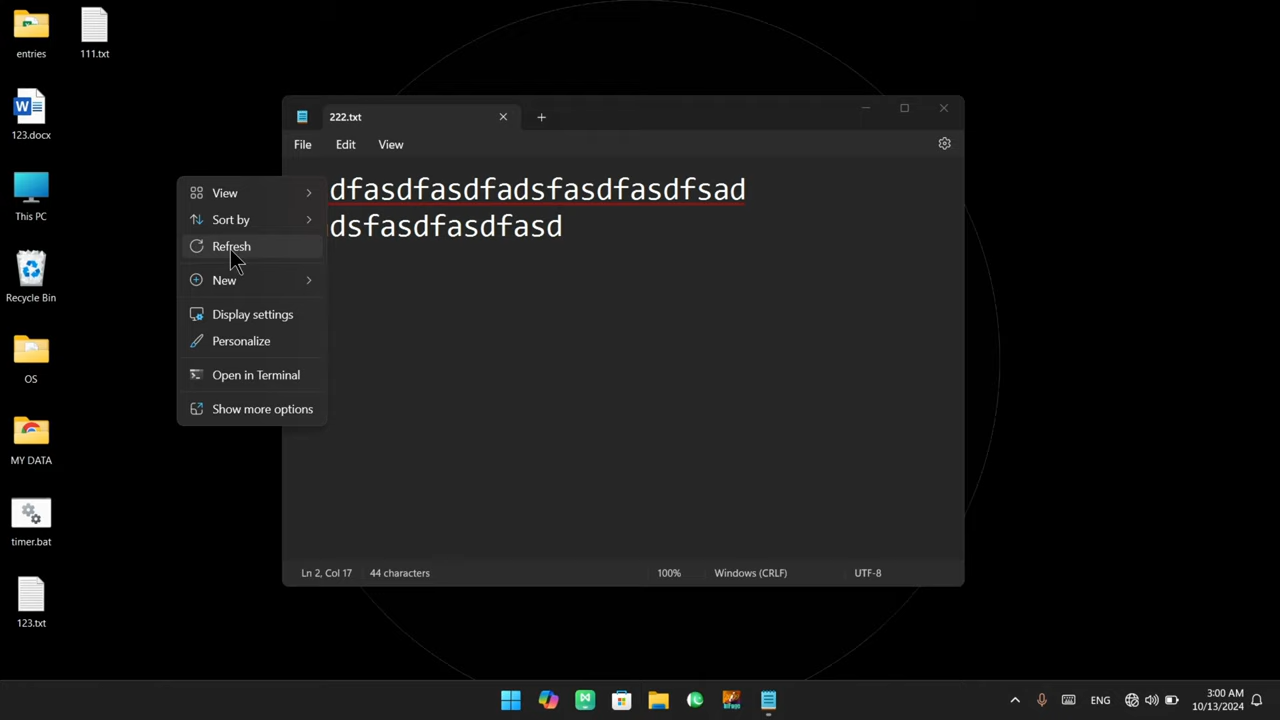 entries
111.txt
123.docx
This PC
Recycle Bin
OS
MY DATA
timer.bat
123.txt
222.txt
File
Edit
View
dfasdfasdfadsfasdfasdfsad
dsfasdfasdfasd
View
Sort by
Refresh
New
Display settings
Personalize
Open in Terminal
Show more options
Ln 2, Col 17
44 characters
100%
Windows (CRLF)
UTF-8
ENG
3:00 AM
10/13/2024